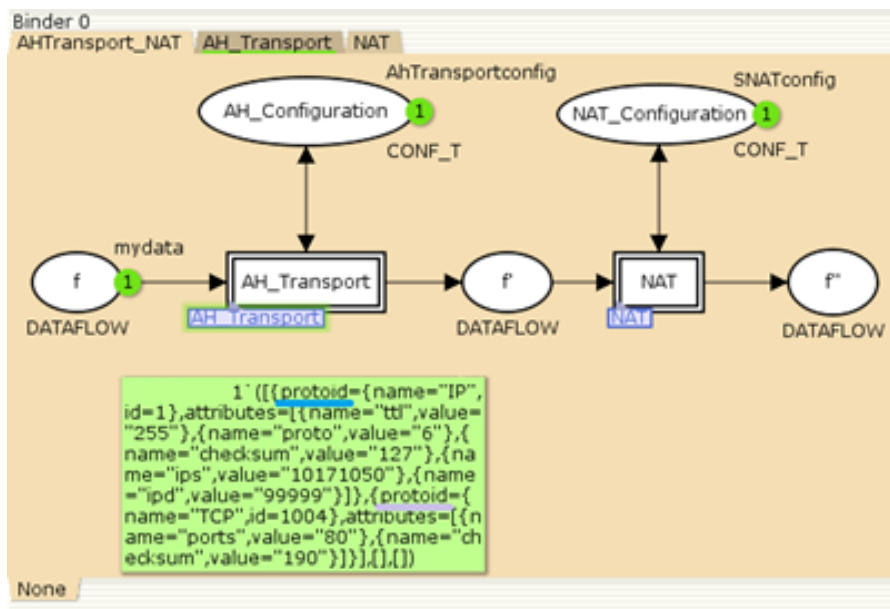 Binder 0
AHTransport_NAT AH_Transport NAT
AhTransportconfig
SNATconfig
AH_Configuration 1
NAT_Configuration 1
CONF_T
CONF_T
mydata
f 1
AH_Transport
f'
NAT
f''
DATAFLOW
AH_Transport
DATAFLOW
NAT
DATAFLOW
1`([{protoid={name="IP",
id=1},attributes=[{name="ttl",value=
"255"},{name="proto",value="6"},{
name="checksum",value="127"},{na
me="ips",value="10171050"},{name
="ipd",value="99999"}]},{protoid={
name="TCP",id=1004},attributes=[{n
ame="ports",value="80"},{name="ch
ecksum",value="190"}]}],[],[])
None